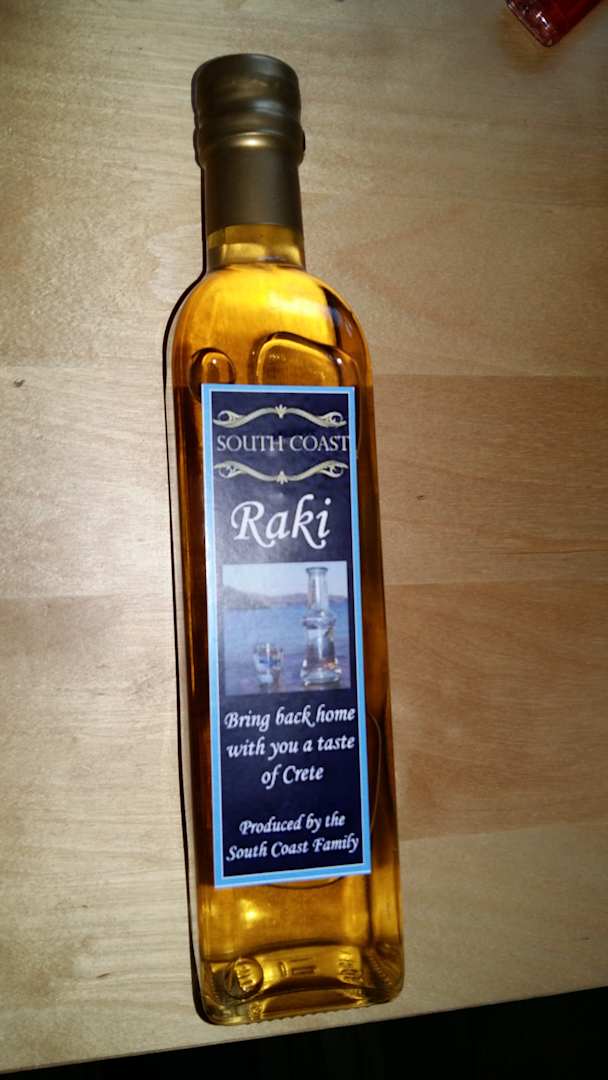 SOUTH COAST
Raki
Bring back home
with you a taste
of Crete
Produced by the
South Coast Family